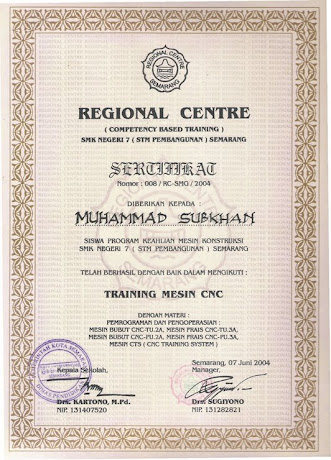 REGIONAL CENTRE
SEMARANG
REGIONAL CENTRE
( COMPETENCY BASED TRAINING )
SMK NEGERI 7 ( STM PEMBANGUNAN ) SEMARANG
SERTIFIKAT
Nomor : 008 / RC-SMG / 2004
DIBERIKAN KEPADA :
MUHAMMAD SUBKHAN
SISWA PROGRAM KEAHLIAN MESIN KONSTRUKSI
SMK NEGERI 7 ( STM PEMBANGUNAN ) SEMARANG
TELAH BERHASIL DENGAN BAIK DALAM MENGIKUTI :
TRAINING MESIN CNC
DENGAN MATERI :
PEMROGRAMAN DAN PENGOPERASIAN :
MESIN BUBUT CNC-TU.2A, MESIN FRAIS CNC-TU.3A,
MESIN BUBUT CNC-PU.2A, MESIN FRAIS CNC-PU.3A,
MESIN CTS ( CNC TRAINING SYSTEM )
Semarang, 07 Juni 2004
Kepala Sekolah,
Manager,
Drs. KARTONO, M.Pd.
NIP. 131407520
Drs. SUGIYONO
NIP. 131282821